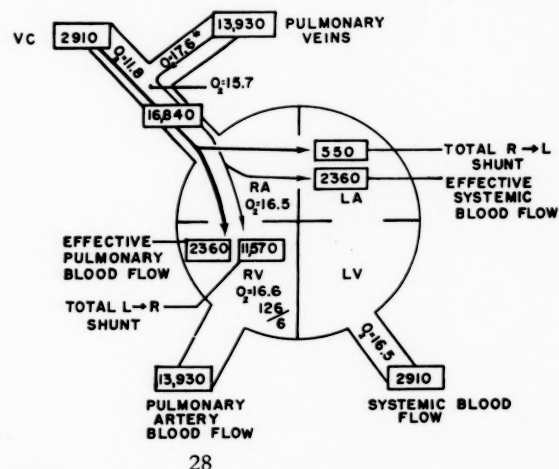 VC
2910
13,930
PULMONARY
VEINS
O₂=11.8
O₂=17.6*
O₂=15.7
16,840
550
TOTAL R→L
SHUNT
2360
EFFECTIVE
SYSTEMIC
BLOOD FLOW
RA
O₂=16.5
LA
EFFECTIVE
PULMONARY
BLOOD FLOW
2360
11,570
RV
O₂=16.6
126/6
LV
TOTAL L→R
SHUNT
O₂=16.5
13,930
2910
PULMONARY
ARTERY
BLOOD FLOW
SYSTEMIC BLOOD
FLOW
28